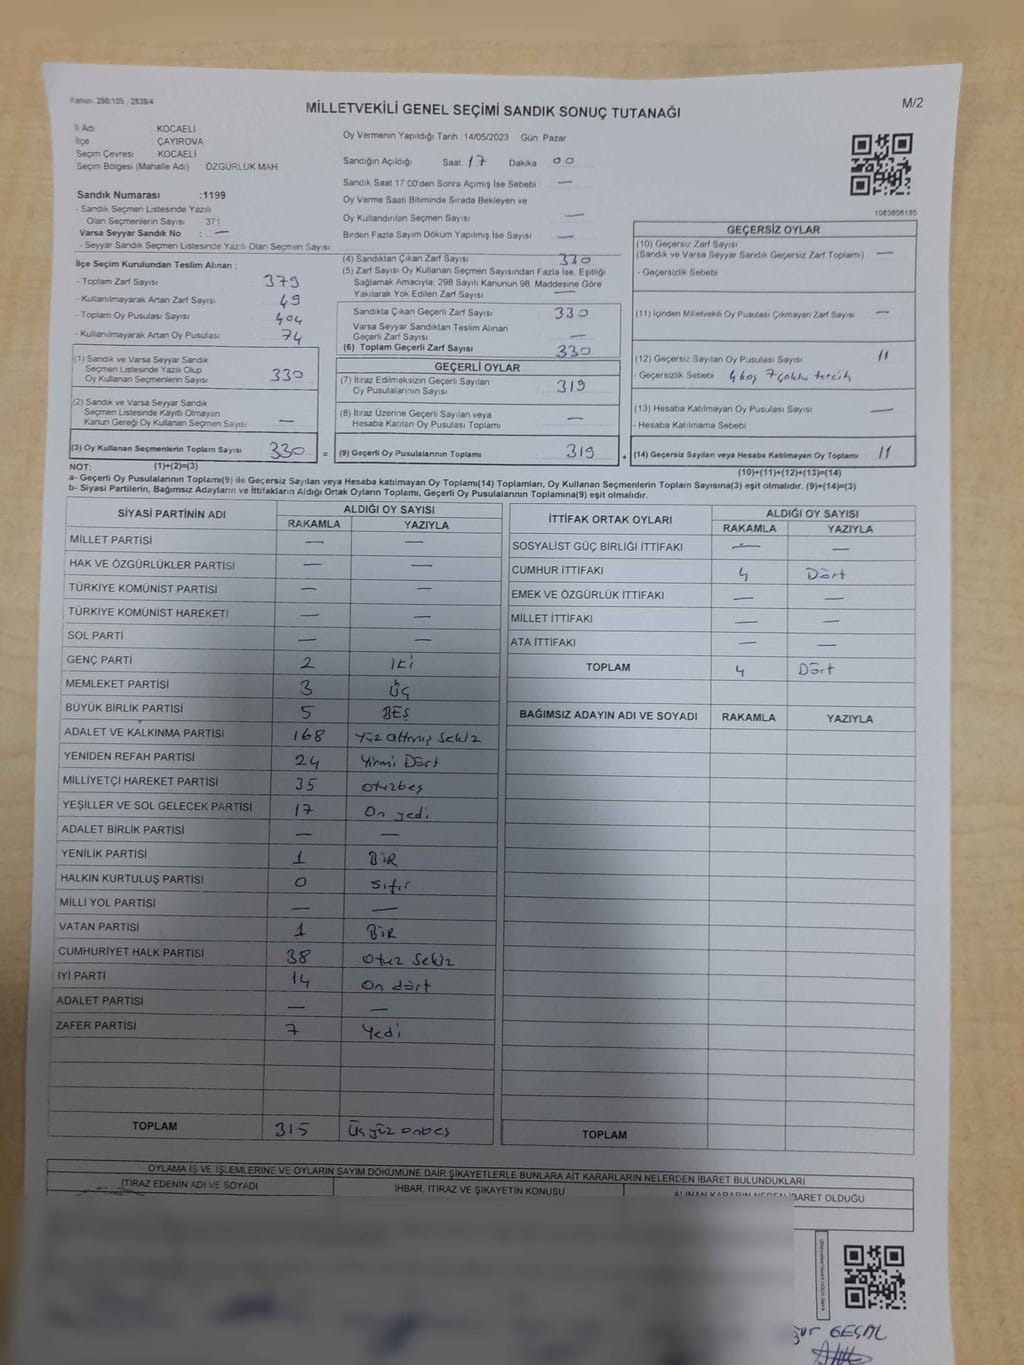 Kanun: 298/105 , 2839/4
MİLLETVEKİLİ GENEL SEÇİMİ SANDIK SONUÇ TUTANAĞI
M/2
İl Adı KOCAELİ
İlçe ÇAYIROVA
Seçim Çevresi KOCAELİ
Seçim Bölgesi (Mahalle Adı) ÖZGÜRLÜK MAH.
Sandık Numarası :1199
- Sandık Seçmen Listesinde Yazılı
Olan Seçmenlerin Sayısı 371
Varsa Seyyar Sandık No : —
- Seyyar Sandık Seçmen Listesinde Yazılı Olan Seçmen Sayısı:
Oy Vermenin Yapıldığı Tarih :14/05/2023 Gün: Pazar
Sandığın Açıldığı Saat 17 Dakika 00
Sandık Saat 17:00'den Sonra Açılmış İse Sebebi —
Oy Verme Saati Bitiminde Sırada Bekleyen ve
Oy Kullandırılan Seçmen Sayısı —
Birden Fazla Sayım Döküm Yapılmış İse Sayısı —
1083808185
İlçe Seçim Kurulundan Teslim Alınan :
- Toplam Zarf Sayısı 379
- Kullanılmayarak Artan Zarf Sayısı 49
- Toplam Oy Pusulası Sayısı 404
- Kullanılmayarak Artan Oy Pusulası 74
(1) Sandık ve Varsa Seyyar Sandık
Seçmen Listesinde Yazılı Olup
Oy Kullanan Seçmenlerin Sayısı 330
(2) Sandık ve Varsa Seyyar Sandık
Seçmen Listesinde Kayıtlı Olmayan
Kanun Gereği Oy Kullanan Seçmen Sayısı —
(3) Oy Kullanan Seçmenlerin Toplam Sayısı 330 =
(4) Sandıktan Çıkan Zarf Sayısı 330
(5) Zarf Sayısı Oy Kullanan Seçmen Sayısından Fazla İse, Eşitliği
Sağlamak Amacıyla, 298 Sayılı Kanunun 98. Maddesine Göre
Yakılarak Yok Edilen Zarf Sayısı —
Sandıkta Çıkan Geçerli Zarf Sayısı 330
Varsa Seyyar Sandıktan Teslim Alınan
Geçerli Zarf Sayısı —
(6) Toplam Geçerli Zarf Sayısı 330
GEÇERLİ OYLAR
(7) İtiraz Edilmeksizin Geçerli Sayılan
Oy Pusulalarının Sayısı 319
(8) İtiraz Üzerine Geçerli Sayılan veya
Hesaba Katılan Oy Pusulası Toplamı —
(9) Geçerli Oy Pusulalarının Toplamı 319 +
GEÇERSİZ OYLAR
(10) Geçersiz Zarf Sayısı
(Sandık ve Varsa Seyyar Sandık Geçersiz Zarf Toplamı) —
- Geçersizlik Sebebi
(11) İçinden Milletvekili Oy Pusulası Çıkmayan Zarf Sayısı —
(12) Geçersiz Sayılan Oy Pusulası Sayısı 11
- Geçersizlik Sebebi 4 boş 7 çoklu tercih
(13) Hesaba Katılmayan Oy Pusulası Sayısı —
- Hesaba Katılmama Sebebi
(14) Geçersiz Sayılan veya Hesaba Katılmayan Oy Toplamı 11
NOT: (1)+(2)=(3)
(10)+(11)+(12)+(13)=(14)
a- Geçerli Oy Pusulalarının Toplamı(9) ile Geçersiz Sayılan veya Hesaba Katılmayan Oy Toplamı(14) Toplamları, Oy Kullanan Seçmenlerin Toplam Sayısına(3) eşit olmalıdır. (9)+(14)=(3)
b- Siyasi Partilerin, Bağımsız Adayların ve İttifakların Aldığı Ortak Oyların Toplamı, Geçerli Oy Pusulalarının Toplamına(9) eşit olmalıdır.
SİYASİ PARTİNİN ADI ALDIĞI OY SAYISI
RAKAMLA YAZIYLA
MİLLET PARTİSİ — —
HAK VE ÖZGÜRLÜKLER PARTİSİ — —
TÜRKİYE KOMÜNİST PARTİSİ — —
TÜRKİYE KOMÜNİST HAREKETİ — —
SOL PARTİ — —
GENÇ PARTİ 2 İki
MEMLEKET PARTİSİ 3 Üç
BÜYÜK BİRLİK PARTİSİ 5 BEŞ
ADALET VE KALKINMA PARTİSİ 168 Yüz altmış sekiz
YENİDEN REFAH PARTİSİ 24 Yirmi Dört
MİLLİYETÇİ HAREKET PARTİSİ 35 otuzbeş
YEŞİLLER VE SOL GELECEK PARTİSİ 17 On yedi
ADALET BİRLİK PARTİSİ — —
YENİLİK PARTİSİ 1 BİR
HALKIN KURTULUŞ PARTİSİ 0 sıfır
MİLLİ YOL PARTİSİ — —
VATAN PARTİSİ 1 BİR
CUMHURİYET HALK PARTİSİ 38 otuz sekiz
İYİ PARTİ 14 On dört
ADALET PARTİSİ — —
ZAFER PARTİSİ 7 Yedi
TOPLAM 315 Üçyüz onbeş
İTTİFAK ORTAK OYLARI ALDIĞI OY SAYISI
RAKAMLA YAZIYLA
SOSYALİST GÜÇ BİRLİĞİ İTTİFAKI — —
CUMHUR İTTİFAKI 4 Dört
EMEK VE ÖZGÜRLÜK İTTİFAKI — —
MİLLET İTTİFAKI — —
ATA İTTİFAKI — —
TOPLAM 4 Dört
BAĞIMSIZ ADAYIN ADI VE SOYADI RAKAMLA YAZIYLA
TOPLAM
OYLAMA İŞ VE İŞLEMLERİNE VE OYLARIN SAYIM DÖKÜMÜNE DAİR ŞİKAYETLERLE BUNLARA AİT KARARLARIN NELERDEN İBARET BULUNDUKLARI
İTİRAZ EDENİN ADI VE SOYADI İHBAR, İTİRAZ VE ŞİKAYETİN KONUSU ALINAN KARARIN NEDEN İBARET OLDUĞU